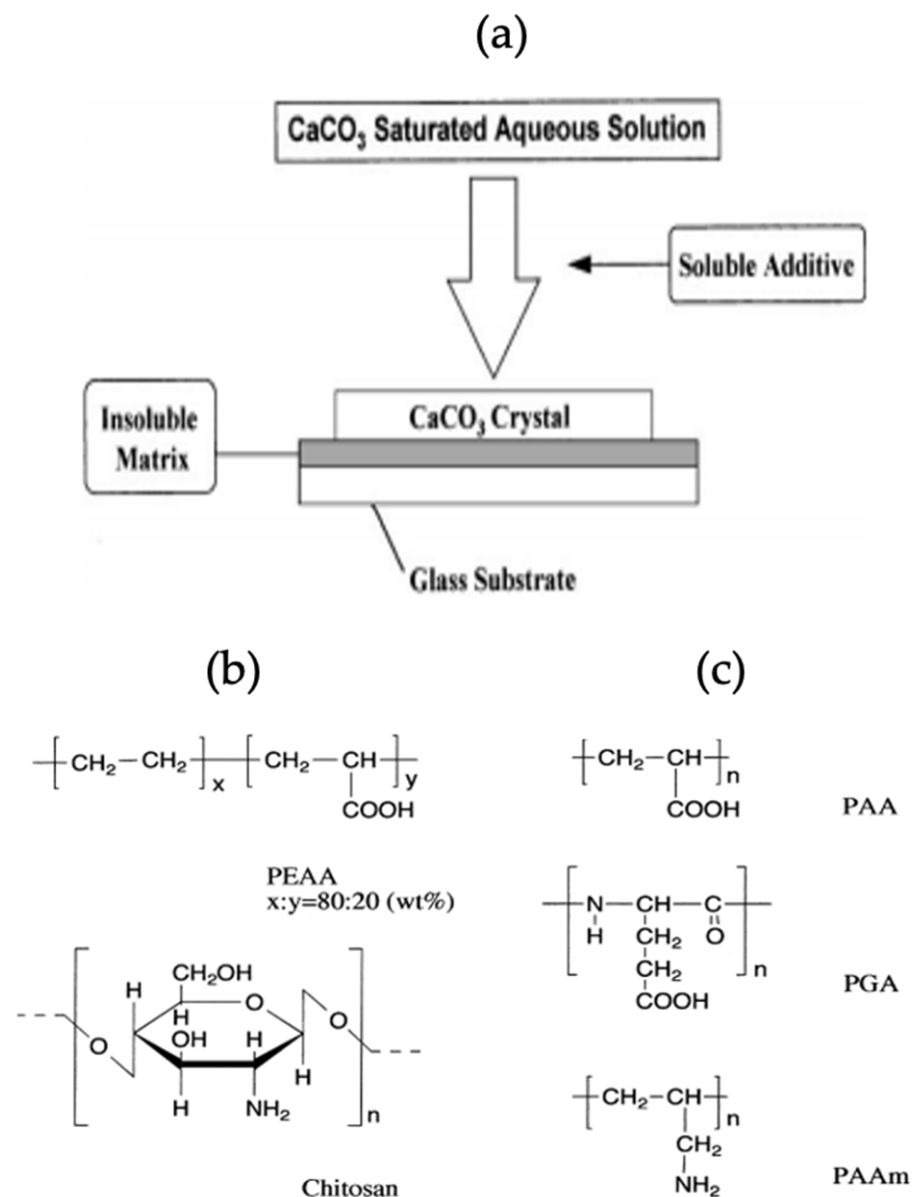 (a)
CaCO₃ Saturated Aqueous Solution
Soluble Additive
Insoluble
Matrix
CaCO₃ Crystal
Glass Substrate
(b)
CH₂ CH₂ x CH₂ CH y
COOH
PEAA
x:y=80:20 (wt%)
CH₂OH
H O
H
O OH H O
H
H NH₂ n
Chitosan
(c)
CH₂ CH n
COOH
PAA
N CH C
H CH₂ O
CH₂ n
COOH
PGA
CH₂ CH n
CH₂
NH₂
PAAm